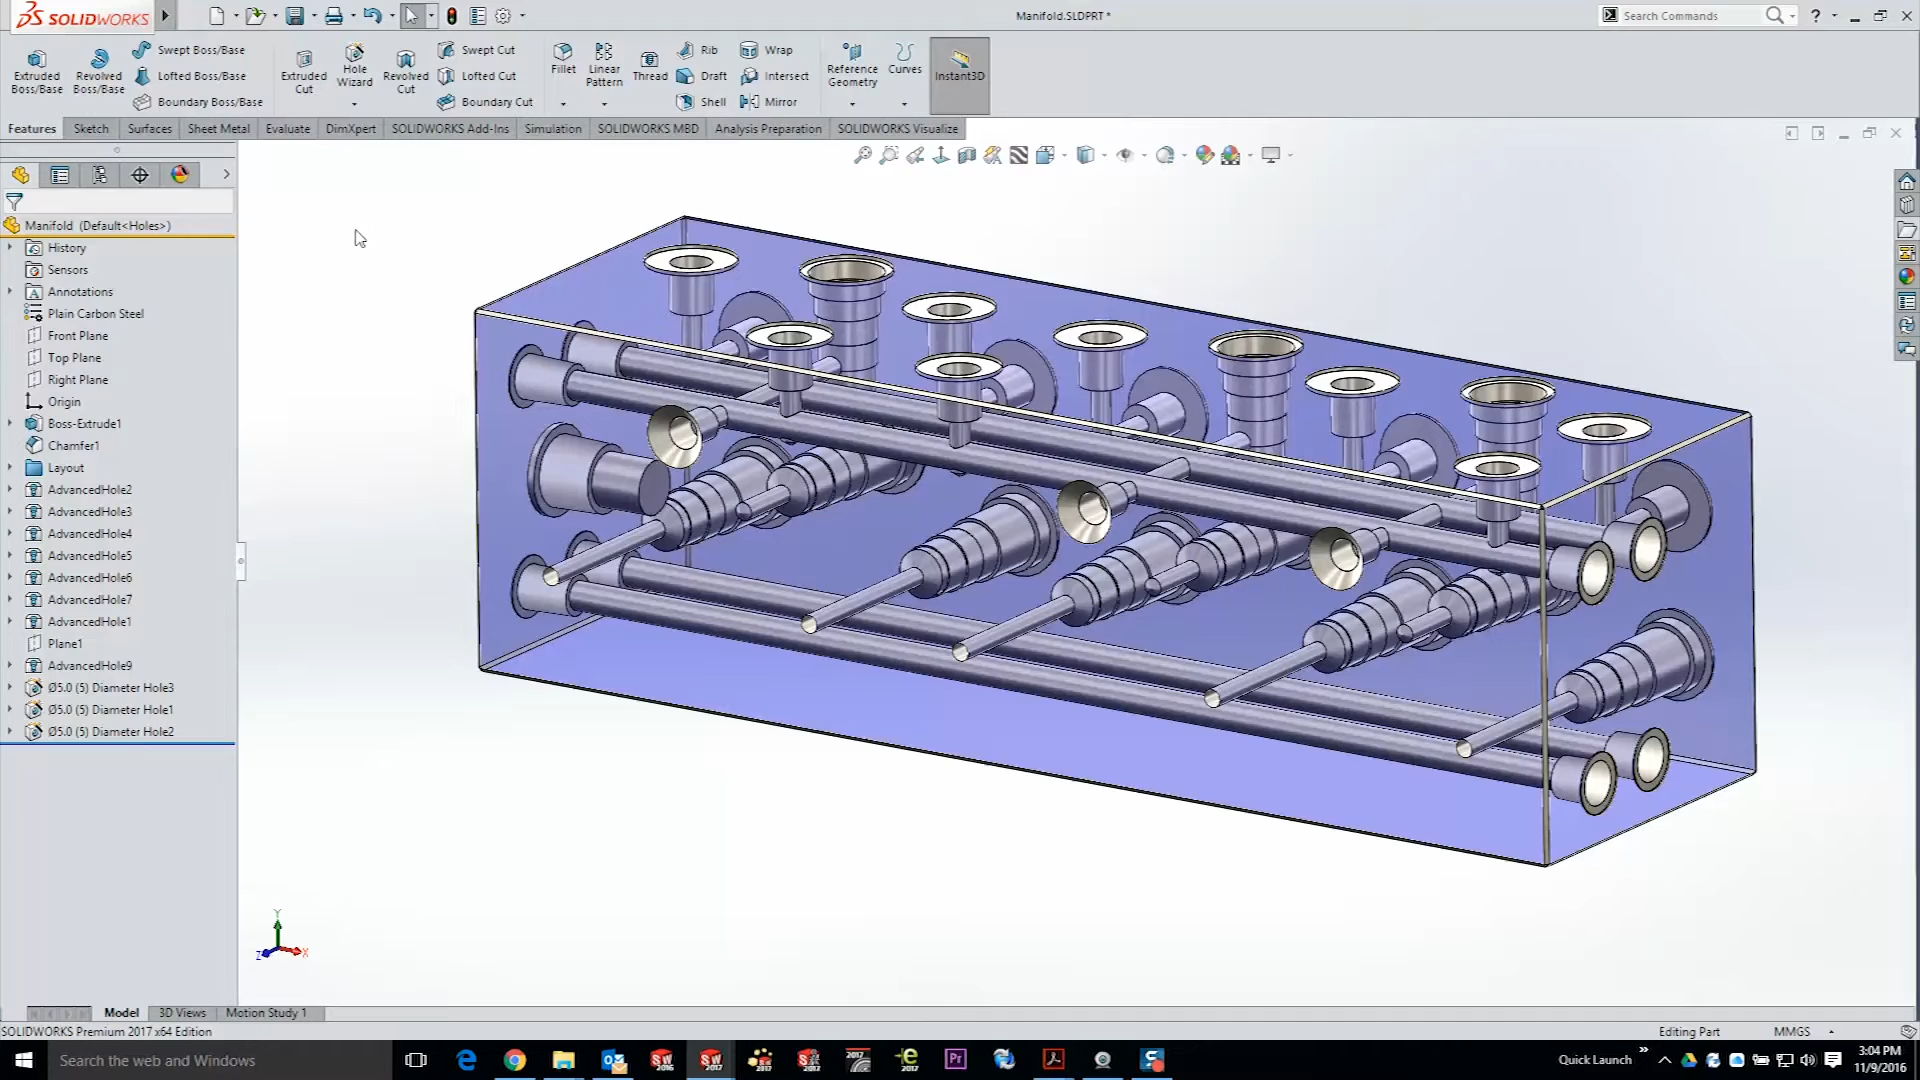 SOLIDWORKS
Manifold.SLDPRT *
Search Commands
?
Extruded Boss/Base
Revolved Boss/Base
Swept Boss/Base
Lofted Boss/Base
Boundary Boss/Base
Extruded Cut
Hole Wizard
Revolved Cut
Swept Cut
Lofted Cut
Boundary Cut
Fillet
Linear Pattern
Thread
Rib
Draft
Shell
Wrap
Intersect
Mirror
Reference Geometry
Curves
Instant3D
Features
Sketch
Surfaces
Sheet Metal
Evaluate
DimXpert
SOLIDWORKS Add-Ins
Simulation
SOLIDWORKS MBD
Analysis Preparation
SOLIDWORKS Visualize
Manifold (Default<Holes>)
History
Sensors
Annotations
Plain Carbon Steel
Front Plane
Top Plane
Right Plane
Origin
Boss-Extrude1
Chamfer1
Layout
AdvancedHole2
AdvancedHole3
AdvancedHole4
AdvancedHole5
AdvancedHole6
AdvancedHole7
AdvancedHole1
Plane1
AdvancedHole9
Ø5.0 (5) Diameter Hole3
Ø5.0 (5) Diameter Hole1
Ø5.0 (5) Diameter Hole2
Y
Z
X
Model
3D Views
Motion Study 1
SOLIDWORKS Premium 2017 x64 Edition
Editing Part
MMGS
Search the web and Windows
Quick Launch
3:04 PM
11/9/2016